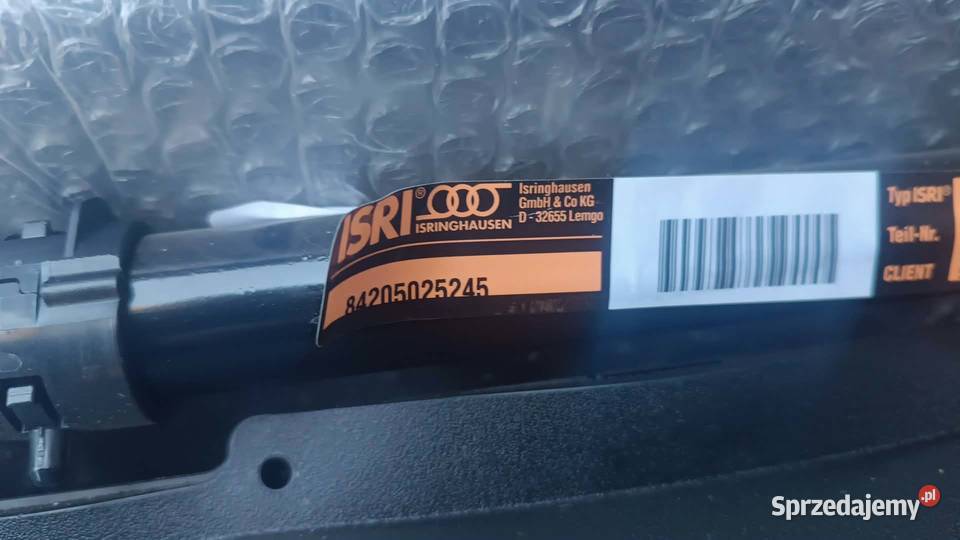 ISRI®
ISRINGHAUSEN
Isringhausen
GmbH & Co KG
D - 32655 Lemgo
84205025245
Typ ISRI®
Teil-Nr.
CLIENT
Sprzedajemy.pl